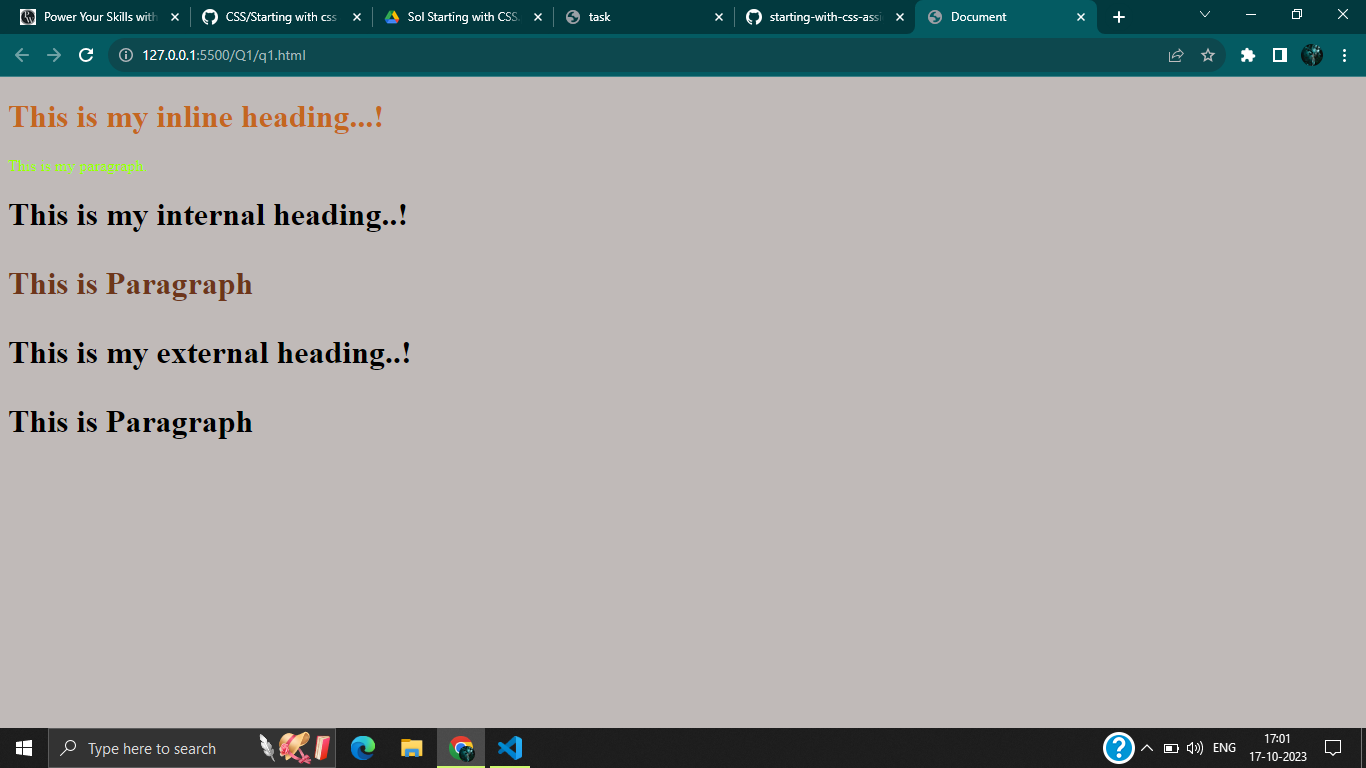 Power Your Skills with
CSS/Starting with css
Sol Starting with CSS.
task
starting-with-css-assi
Document
127.0.0.1:5500/Q1/q1.html
This is my inline heading...!
This is my paragraph.
This is my internal heading..!
This is Paragraph
This is my external heading..!
This is Paragraph
Type here to search
ENG
17:01
17-10-2023